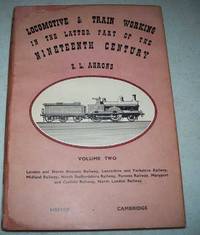 LOCOMOTIVE & TRAIN WORKING
IN THE LATTER PART OF THE
NINETEENTH CENTURY
E. L. AHRONS
VOLUME TWO
London and North Western Railway, Lancashire and Yorkshire Railway,
Midland Railway, North Staffordshire Railway, Furness Railway, Maryport
and Carlisle Railway, North London Railway
HEFFER CAMBRIDGE